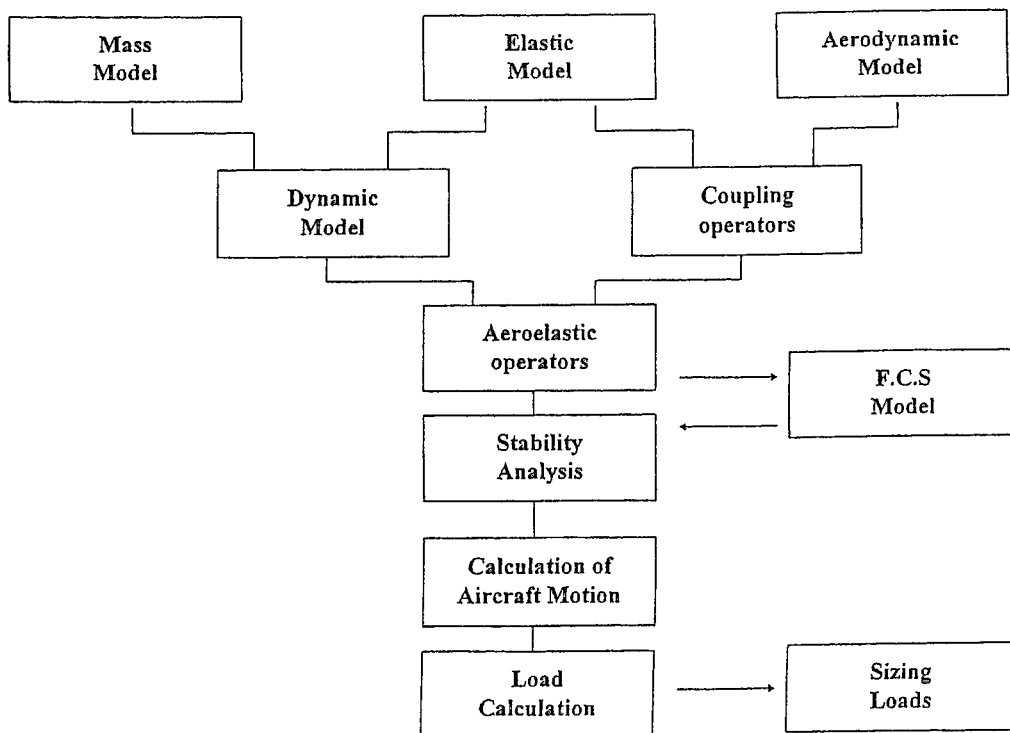 Mass
Model
Elastic
Model
Aerodynamic
Model
Dynamic
Model
Coupling
operators
Aeroelastic
operators
F.C.S
Model
Stability
Analysis
Calculation of
Aircraft Motion
Load
Calculation
Sizing
Loads